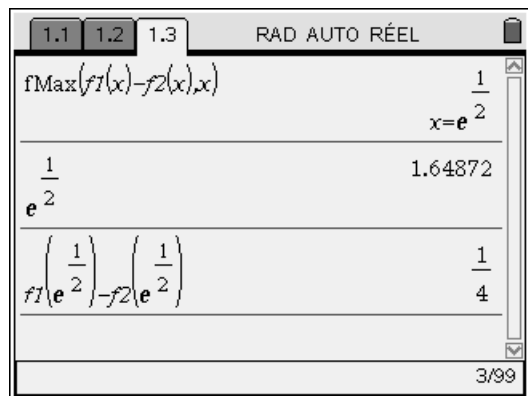 1.1 1.2 1.3 RAD AUTO RÉEL
fMax(f1(x)-f2(x),x) x=e^(1/2)
e^(1/2) 1.64872
f1(e^(1/2))-f2(e^(1/2)) 1/4
3/99